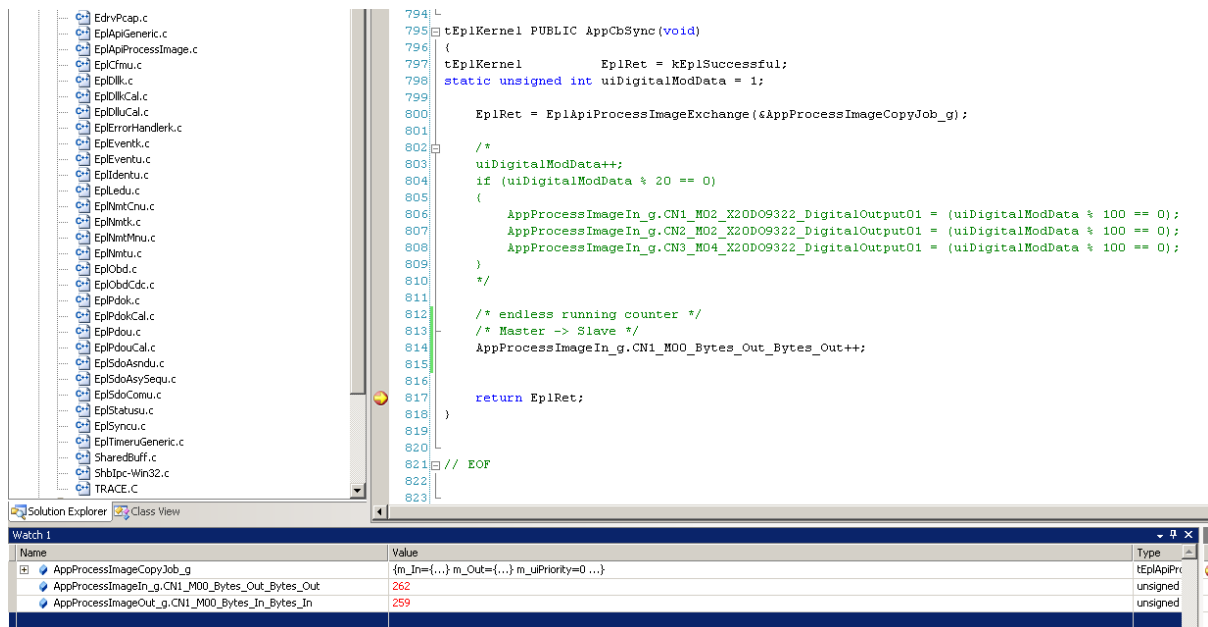 EdrvPcap.c
EplApiGeneric.c
EplApiProcessImage.c
EplCfmu.c
EplDllk.c
EplDllkCal.c
EplDlluCal.c
EplErrorHandlerk.c
EplEventk.c
EplEventu.c
EplIdentu.c
EplLedu.c
EplNmtCnu.c
EplNmtk.c
EplNmtMnu.c
EplNmtu.c
EplObd.c
EplObdCdc.c
EplPdok.c
EplPdokCal.c
EplPdou.c
EplPdouCal.c
EplSdoAsndu.c
EplSdoAsySequ.c
EplSdoComu.c
EplStatusu.c
EplSyncu.c
EplTimeruGeneric.c
SharedBuff.c
ShbIpc-Win32.c
TRACE.C
Solution Explorer Class View
794
795 tEplKernel PUBLIC AppCbSync(void)
796 {
797 tEplKernel EplRet = kEplSuccessful;
798 static unsigned int uiDigitalModData = 1;
799
800 EplRet = EplApiProcessImageExchange(&AppProcessImageCopyJob_g);
801
802 /*
803 uiDigitalModData++;
804 if (uiDigitalModData % 20 == 0)
805 {
806 AppProcessImageIn_g.CN1_M02_X20DO9322_DigitalOutput01 = (uiDigitalModData % 100 == 0);
807 AppProcessImageIn_g.CN2_M02_X20DO9322_DigitalOutput01 = (uiDigitalModData % 100 == 0);
808 AppProcessImageIn_g.CN3_M04_X20DO9322_DigitalOutput01 = (uiDigitalModData % 100 == 0);
809 }
810 */
811
812 /* endless running counter */
813 /* Master -> Slave */
814 AppProcessImageIn_g.CN1_M00_Bytes_Out_Bytes_Out++;
815
816
817 return EplRet;
818 }
819
820
821 // EOF
822
823
Watch 1
Name Value Type
AppProcessImageCopyJob_g {m_In={...} m_Out={...} m_uiPriority=0 ...} tEplApiPro
AppProcessImageIn_g.CN1_M00_Bytes_Out_Bytes_Out 262 unsigned
AppProcessImageOut_g.CN1_M00_Bytes_In_Bytes_In 259 unsigned